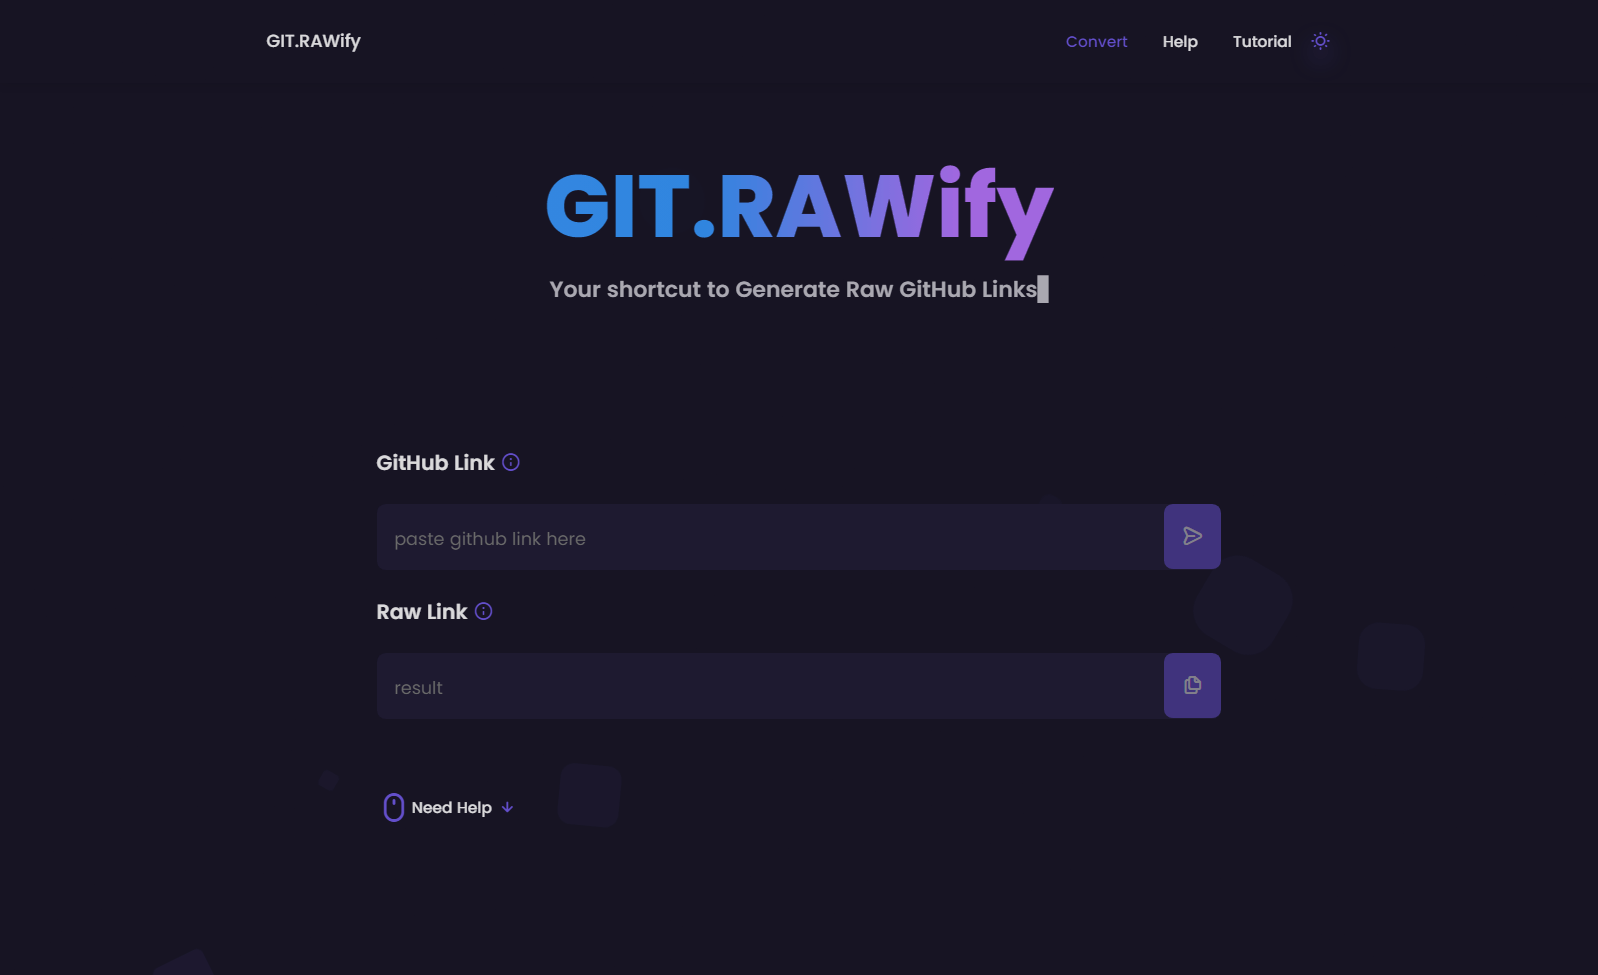 GIT.RAWify
Convert
Help
Tutorial
GIT.RAWify
Your shortcut to Generate Raw GitHub Links
GitHub Link
paste github link here
Raw Link
result
Need Help